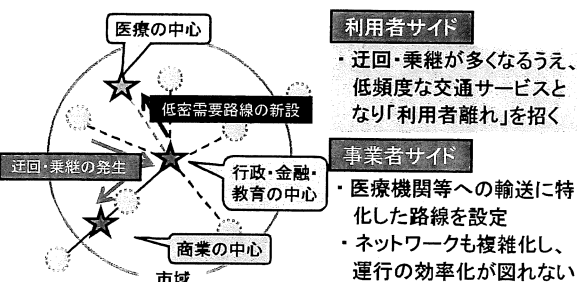 医療の中心
低密需要路線の新設
迂回・乗継の発生
行政・金融・
教育の中心
商業の中心
市域
利用者サイド
・迂回・乗継が多くなるうえ、
低頻度な交通サービスと
なり「利用者離れ」を招く
事業者サイド
・医療機関等への輸送に特
化した路線を設定
・ネットワークも複雑化し、
運行の効率化が図れない